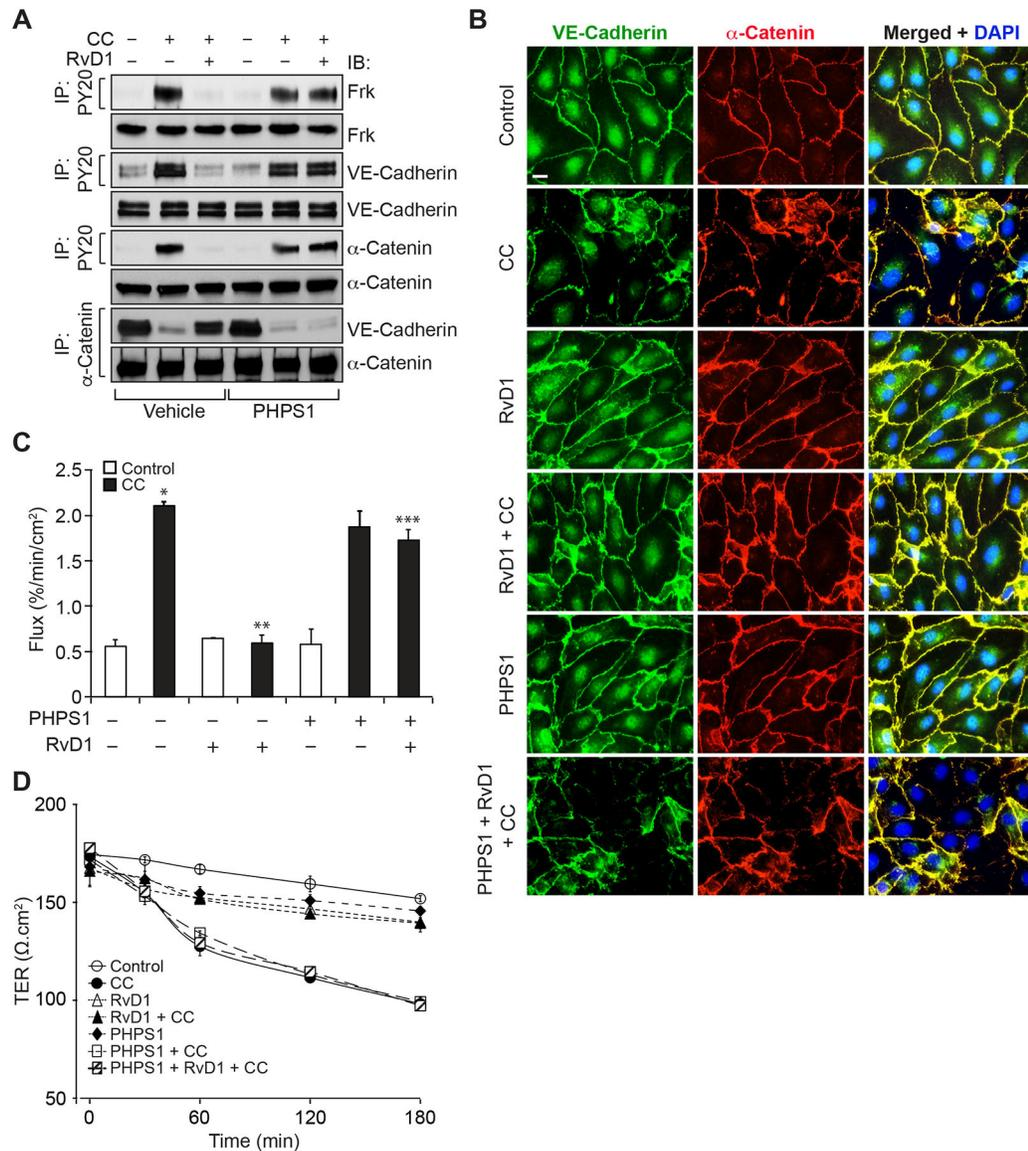 A
CC − + + − + +
RvD1 − − + − − + IB:
IP: PY20 Frk
Frk
IP: PY20 VE-Cadherin
VE-Cadherin
IP: PY20 α-Catenin
α-Catenin
IP: α-Catenin VE-Cadherin
α-Catenin
Vehicle PHPS1
B
VE-Cadherin α-Catenin Merged + DAPI
Control
CC
RvD1
RvD1 + CC
PHPS1
PHPS1 + RvD1 + CC
C
Control
CC
Flux (%/min/cm²)
2.5
2.0
1.5
1.0
0.5
0
* ** ***
PHPS1 − − − − + + +
RvD1 − − + + − − +
D
TER (Ω.cm²)
200
150
100
50
Control
CC
RvD1
RvD1 + CC
PHPS1
PHPS1 + CC
PHPS1 + RvD1 + CC
0 60 120 180
Time (min)